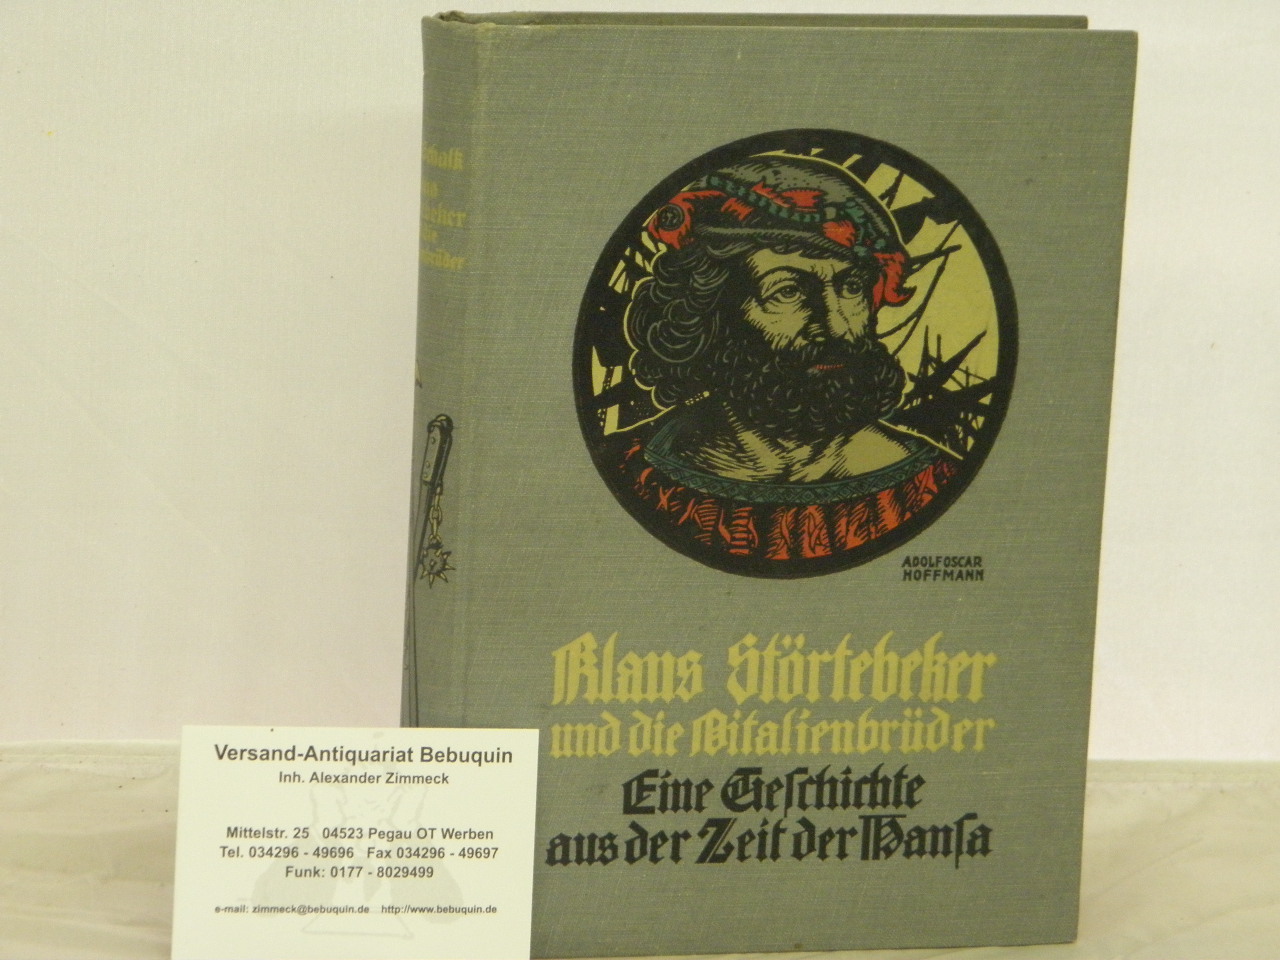 ADOLF OSCAR
HOFFMANN
Klaus Störtebeker
und die Vitalienbrüder
Eine Geschichte
aus der Zeit der Hansa
Versand-Antiquariat Bebuquin
Inh. Alexander Zimmeck
Mittelstr. 25 04523 Pegau OT Werben
Tel. 034296 - 49696 Fax 034296 - 49697
Funk: 0177 - 8029499
e-mail: zimmeck@bebuquin.de http://www.bebuquin.de